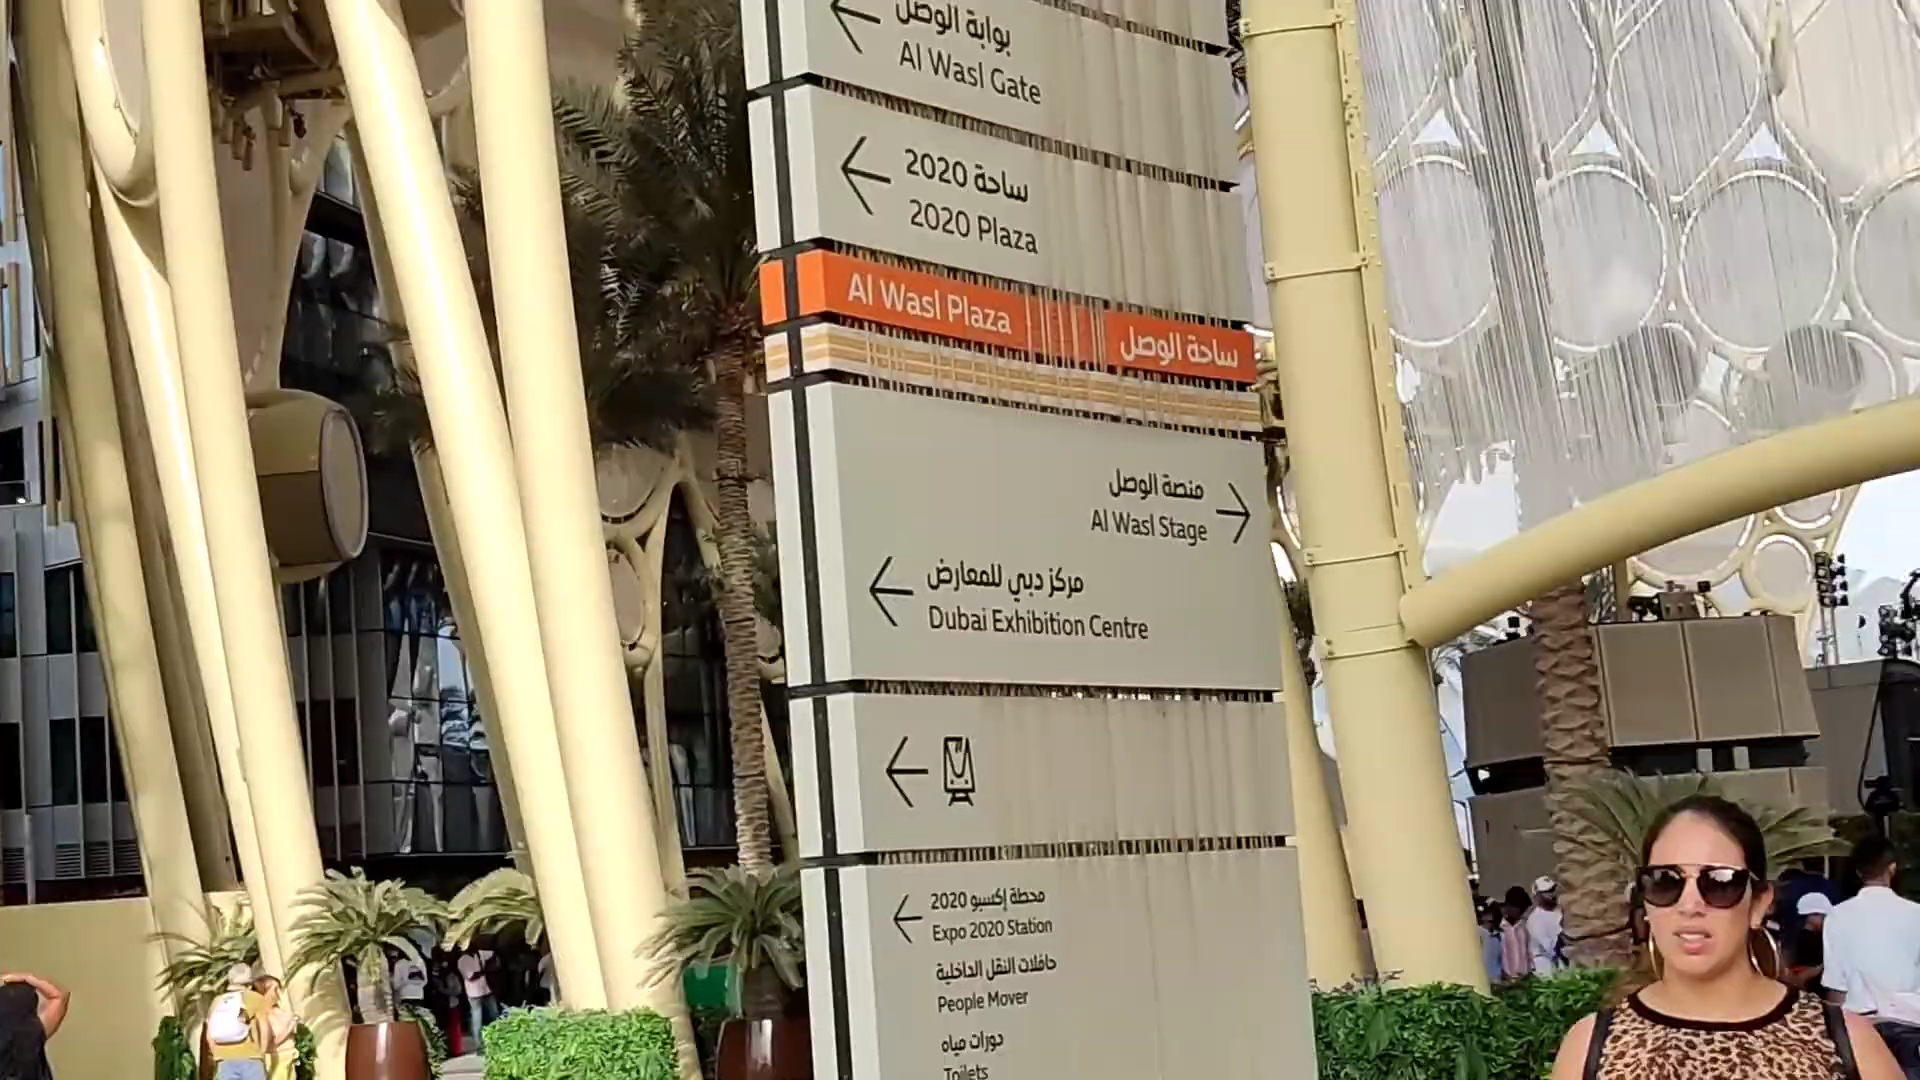 بوابة الوصل
Al Wasl Gate
ساحة 2020
2020 Plaza
Al Wasl Plaza
ساحة الوصل
منصة الوصل
Al Wasl Stage
مركز دبي للمعارض
Dubai Exhibition Centre
محطة إكسبو 2020
Expo 2020 Station
حافلات النقل الداخلية
People Mover
دورات مياه
Toilets